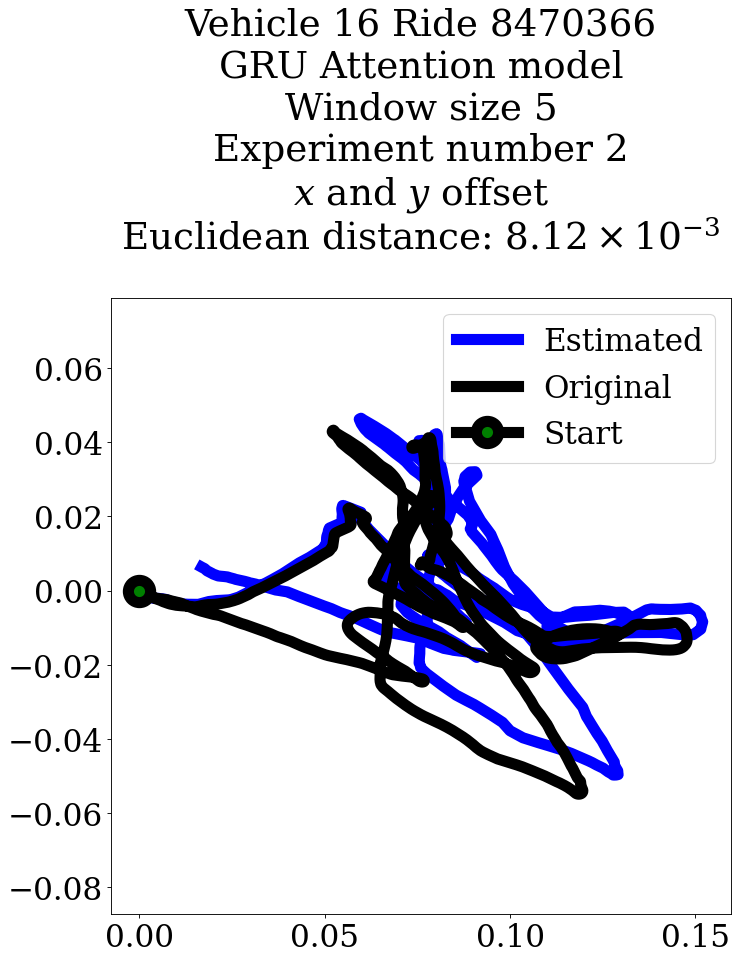 Vehicle 16 Ride 8470366
GRU Attention model
Window size 5
Experiment number 2
x and y offset
Euclidean distance: 8.12 × 10⁻³
Estimated
Original
Start
0.06
0.04
0.02
0.00
−0.02
−0.04
−0.06
−0.08
0.00 0.05 0.10 0.15